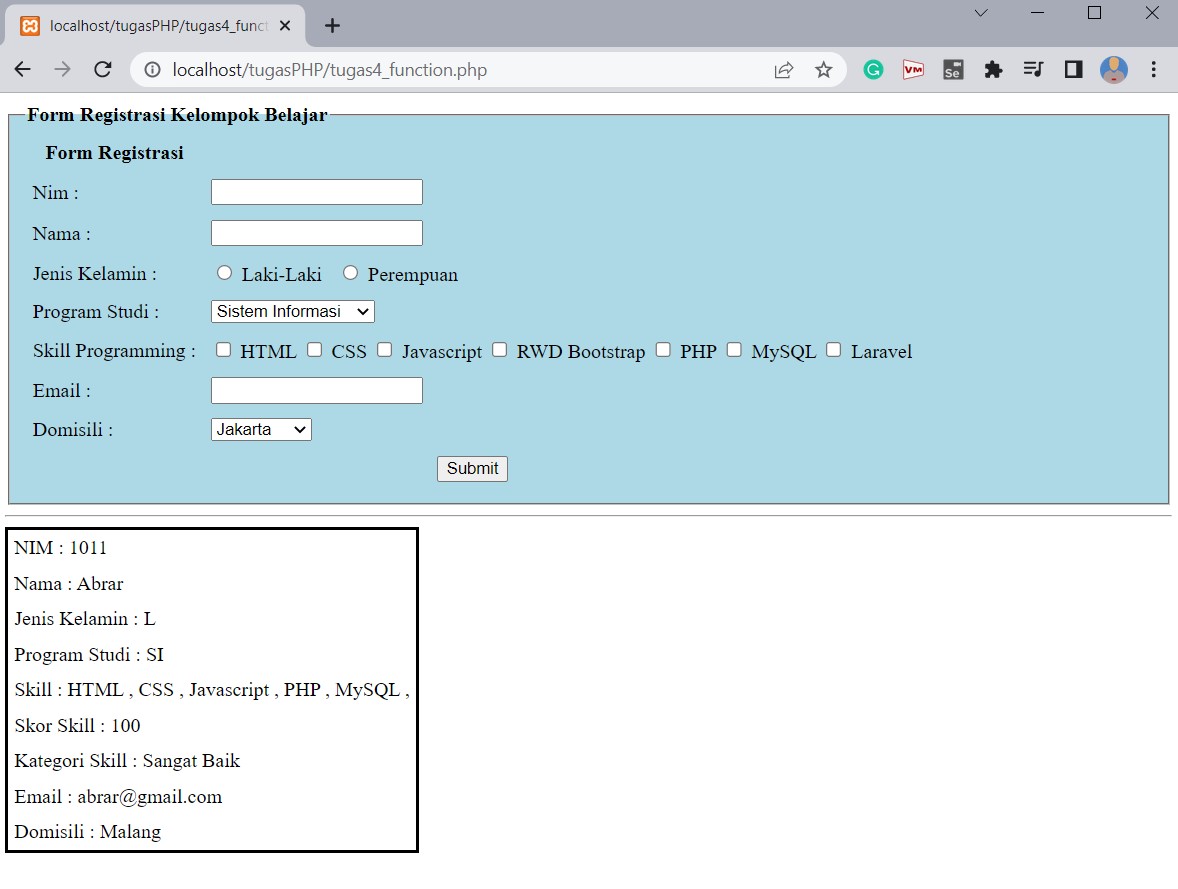 localhost/tugasPHP/tugas4_funct
localhost/tugasPHP/tugas4_function.php
G
VM
Se
Form Registrasi Kelompok Belajar
Form Registrasi
Nim :
Nama :
Jenis Kelamin : Laki-Laki Perempuan
Program Studi : Sistem Informasi
Skill Programming : HTML CSS Javascript RWD Bootstrap PHP MySQL Laravel
Email :
Domisili : Jakarta
Submit
NIM : 1011
Nama : Abrar
Jenis Kelamin : L
Program Studi : SI
Skill : HTML , CSS , Javascript , PHP , MySQL ,
Skor Skill : 100
Kategori Skill : Sangat Baik
Email : abrar@gmail.com
Domisili : Malang